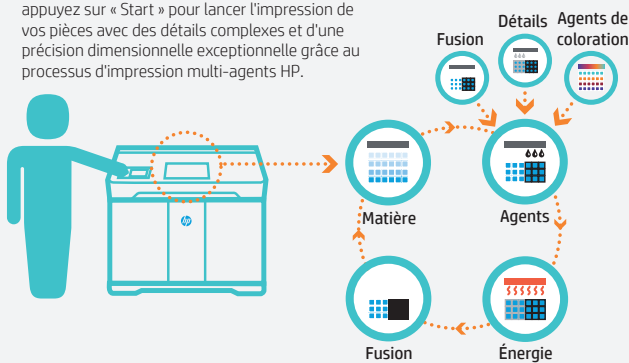 appuyez sur « Start » pour lancer l'impression de
vos pièces avec des détails complexes et d'une
précision dimensionnelle exceptionnelle grâce au
processus d'impression multi-agents HP.
Fusion
Détails
Agents de
coloration
hp
Matière
Agents
Fusion
Énergie